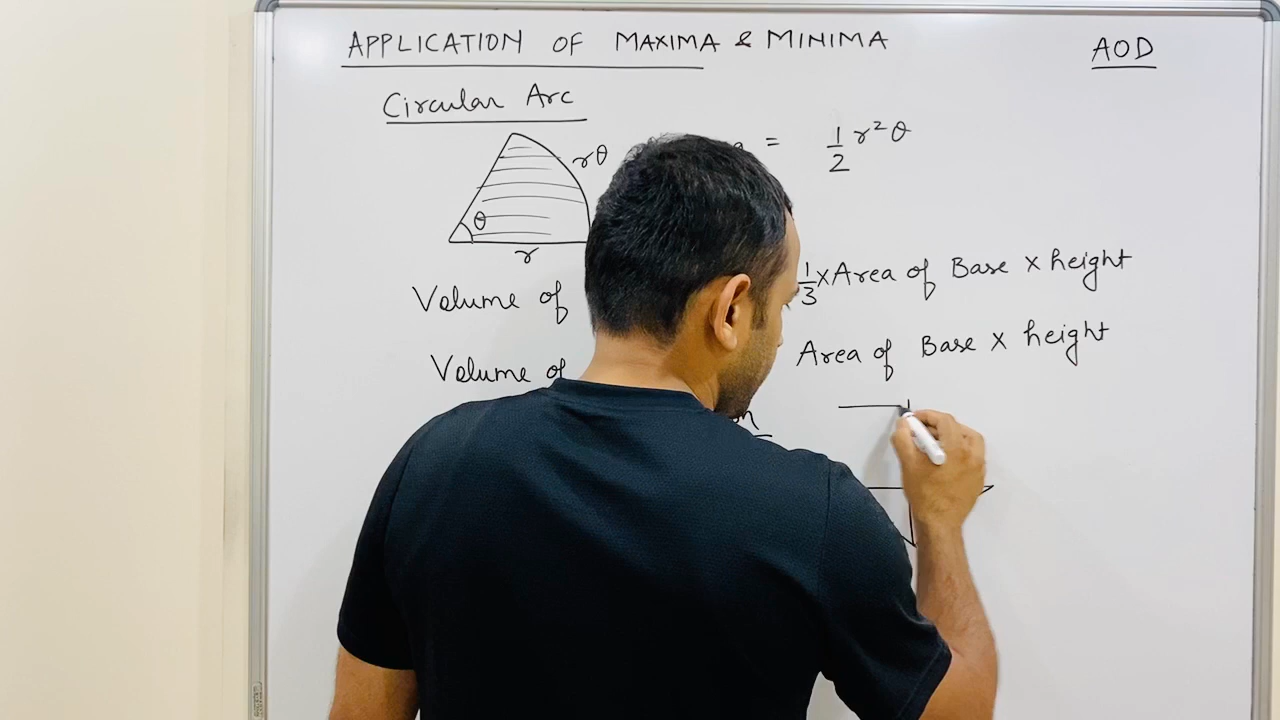 APPLICATION OF MAXIMA & MINIMA
AOD
Circular Arc
rθ
= 1/2 r²θ
θ
r
Volume of
1/3 × Area of Base × height
Volume of
Area of Base × height